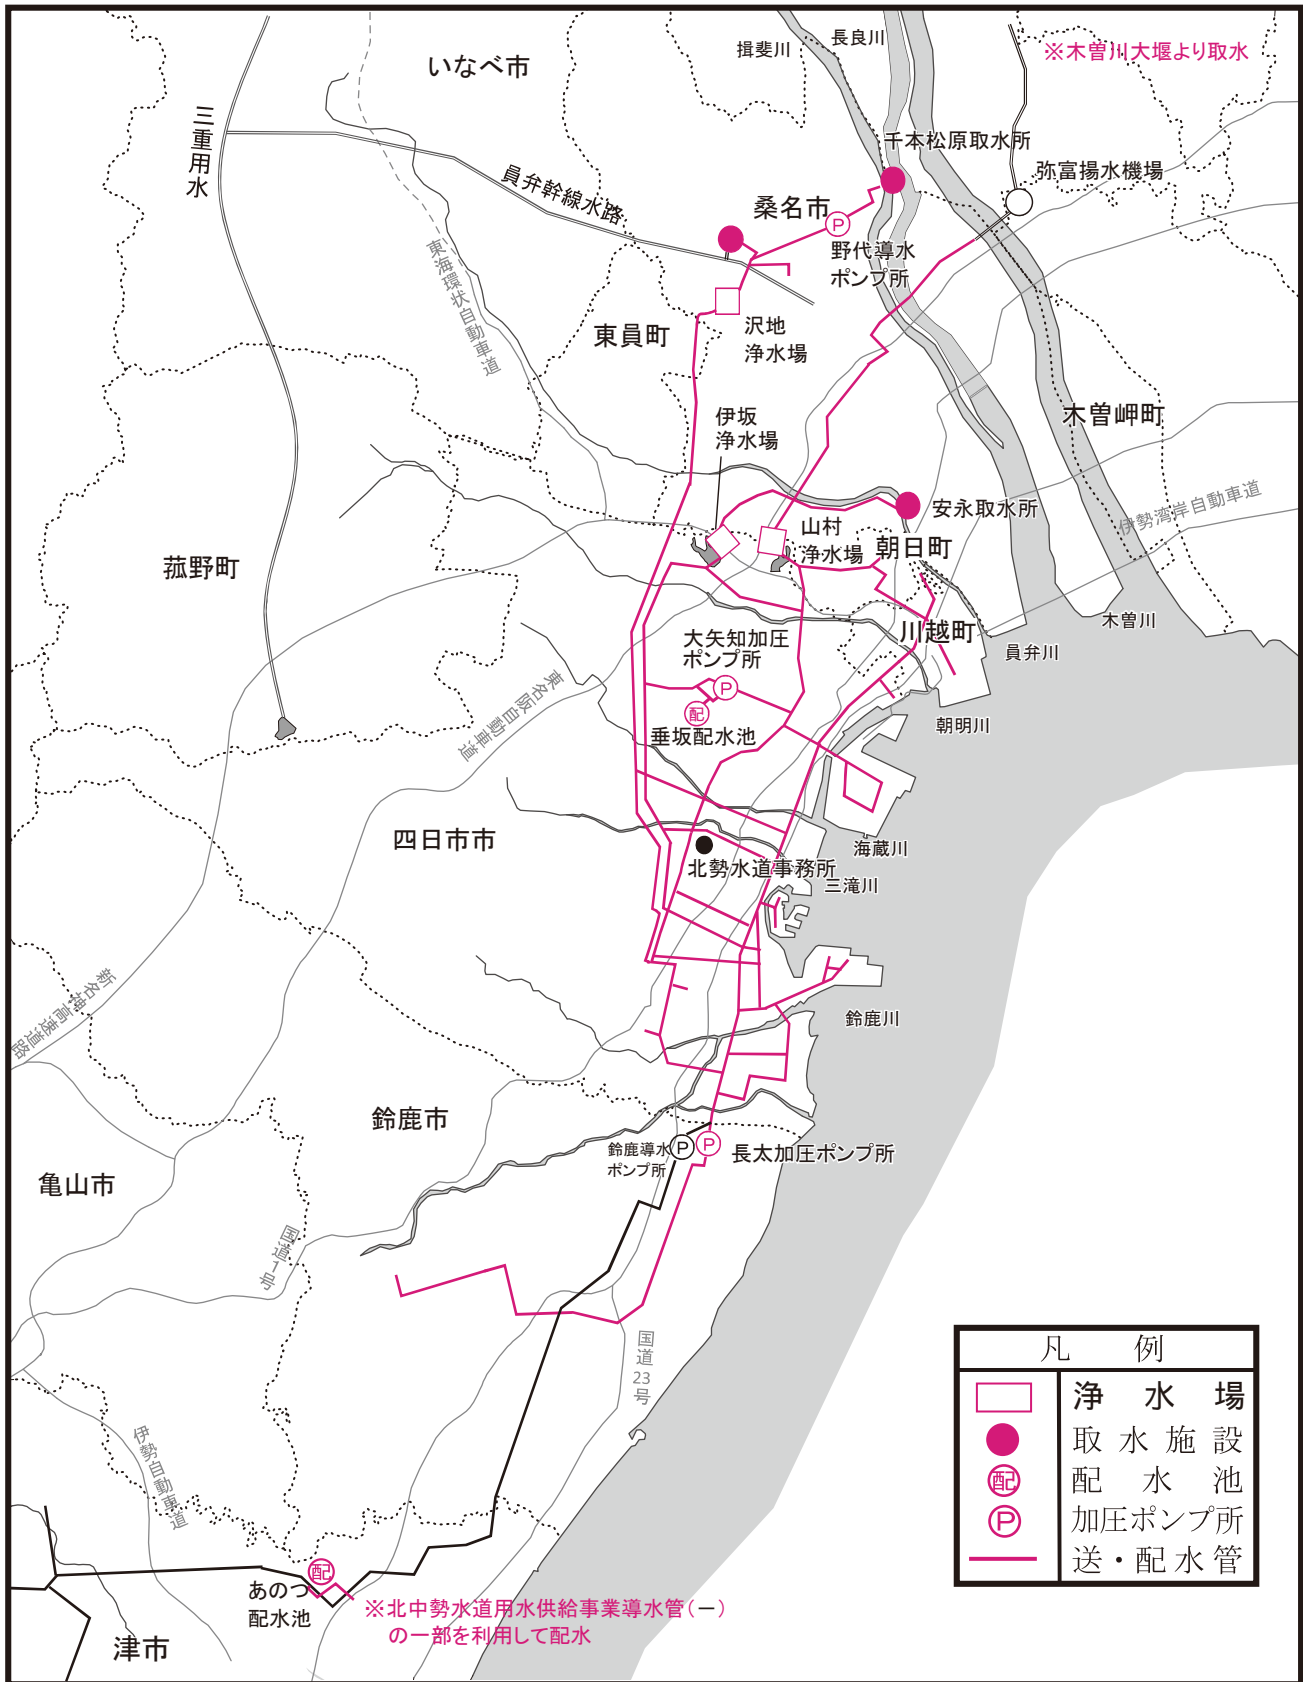 揖斐川
長良川
※木曽川大堰より取水
いなべ市
三重用水
千本松原取水所
弥富揚水機場
員弁幹線水路
桑名市
P
野代導水
ポンプ所
東海環状自動車道
東員町
沢地
浄水場
木曽岬町
伊坂
浄水場
安永取水所
伊勢湾岸自動車道
山村
浄水場
朝日町
菰野町
木曽川
川越町
員弁川
大矢知加圧
ポンプ所
P
配
垂坂配水池
東名阪自動車道
朝明川
四日市市
海蔵川
北勢水道事務所
三滝川
新名神高速道路
鈴鹿川
鈴鹿市
鈴鹿導水
ポンプ所
P
P
長太加圧ポンプ所
亀山市
国道1号
国道23号
伊勢自動車道
配
あのつ
配水池
※北中勢水道用水供給事業導水管(ー)
の一部を利用して配水
津市
凡 例
浄水場
取水施設
配 配水池
P 加圧ポンプ所
送・配水管